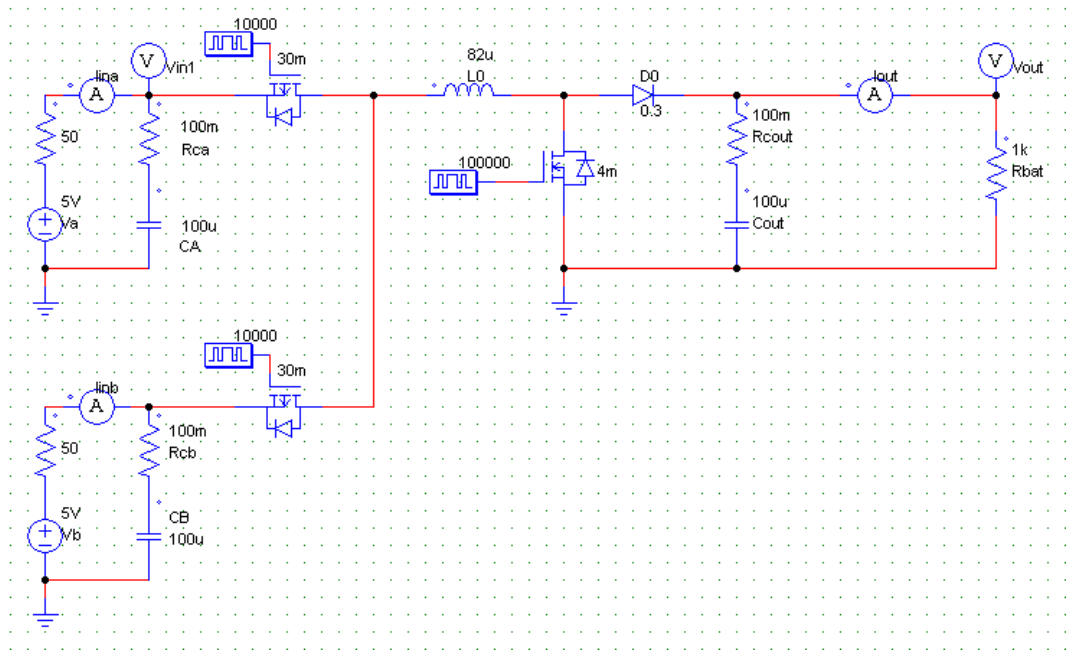 10000
30m
82u
L0
Iina
V
Vin1
A
50
100m
Rca
5V
Va
100u
CA
D0
0.3
100000
4m
100m
Rcout
100u
Cout
Iout
A
V
Vout
1k
Rbat
10000
30m
Iinb
A
50
100m
Rcb
5V
Vb
CB
100u